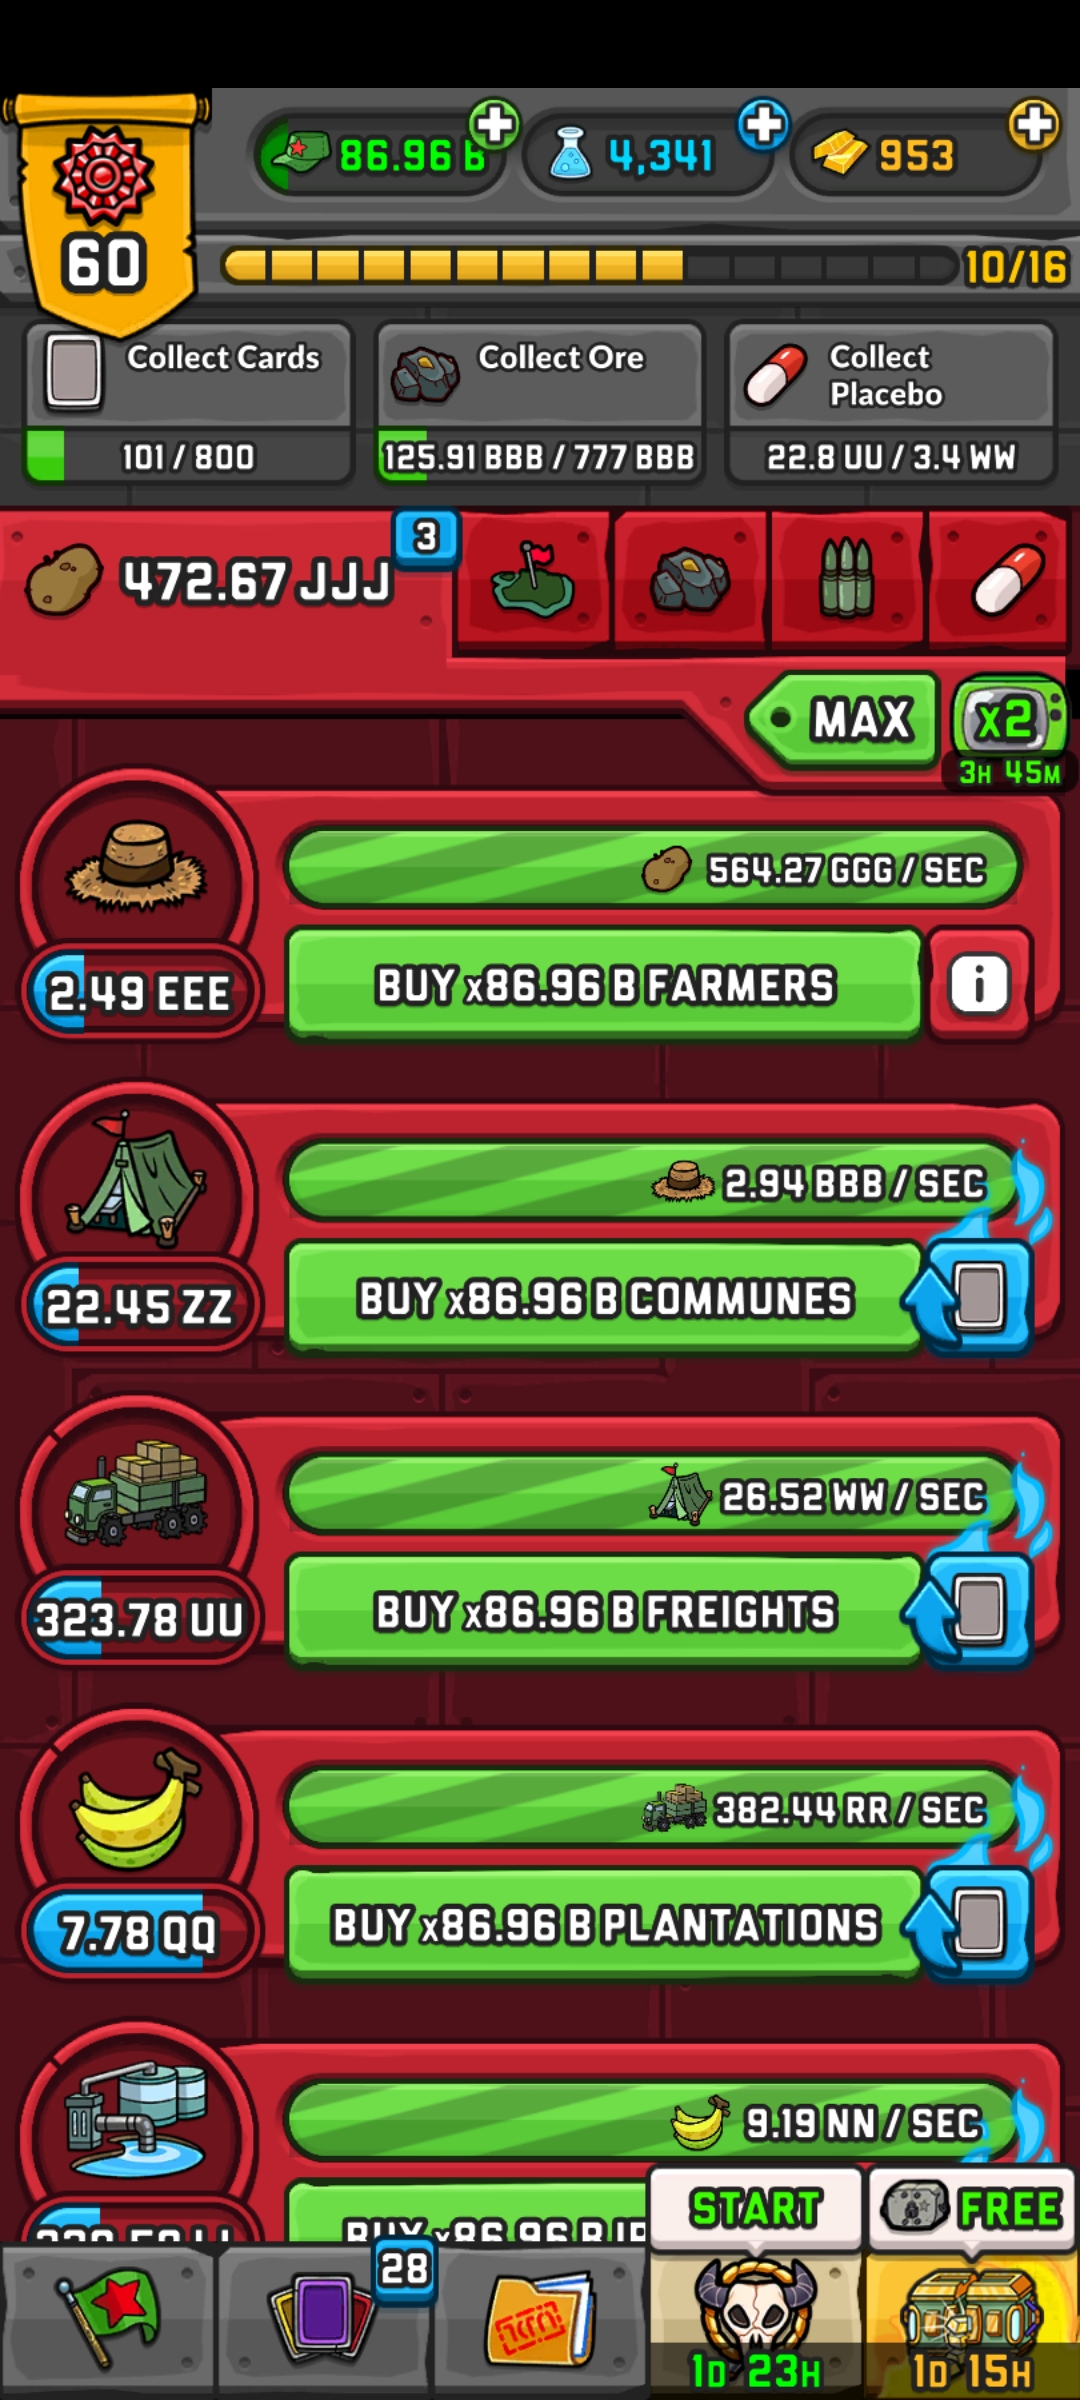 60
86.96 B
4,341
953
10/16
Collect Cards
101 / 800
Collect Ore
125.91 BBB / 777 BBB
Collect
Placebo
22.8 UU / 3.4 WW
472.67 JJJ
3
MAX
x2
3H 45M
564.27 GGG / SEC
2.49 EEE
BUY x86.96 B FARMERS
i
2.94 BBB / SEC
22.45 ZZ
BUY x86.96 B COMMUNES
26.52 WW / SEC
323.78 UU
BUY x86.96 B FREIGHTS
382.44 RR / SEC
7.78 QQ
BUY x86.96 B PLANTATIONS
9.19 NN / SEC
BUY x86.96 B
START
FREE
28
1D 23H
1D 15H